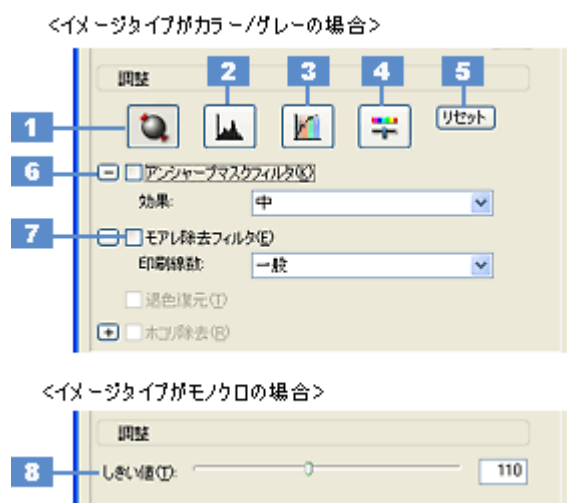 <イメージタイプがカラー/グレーの場合>
調整
2 3 4 5
1 リセット
6 アンシャープマスクフィルタ(K)
効果: 中
7 モアレ除去フィルタ(E)
印刷線数: 一般
退色復元(T)
ホコリ除去(R)
<イメージタイプがモノクロの場合>
調整
8 しきい値(T): 110